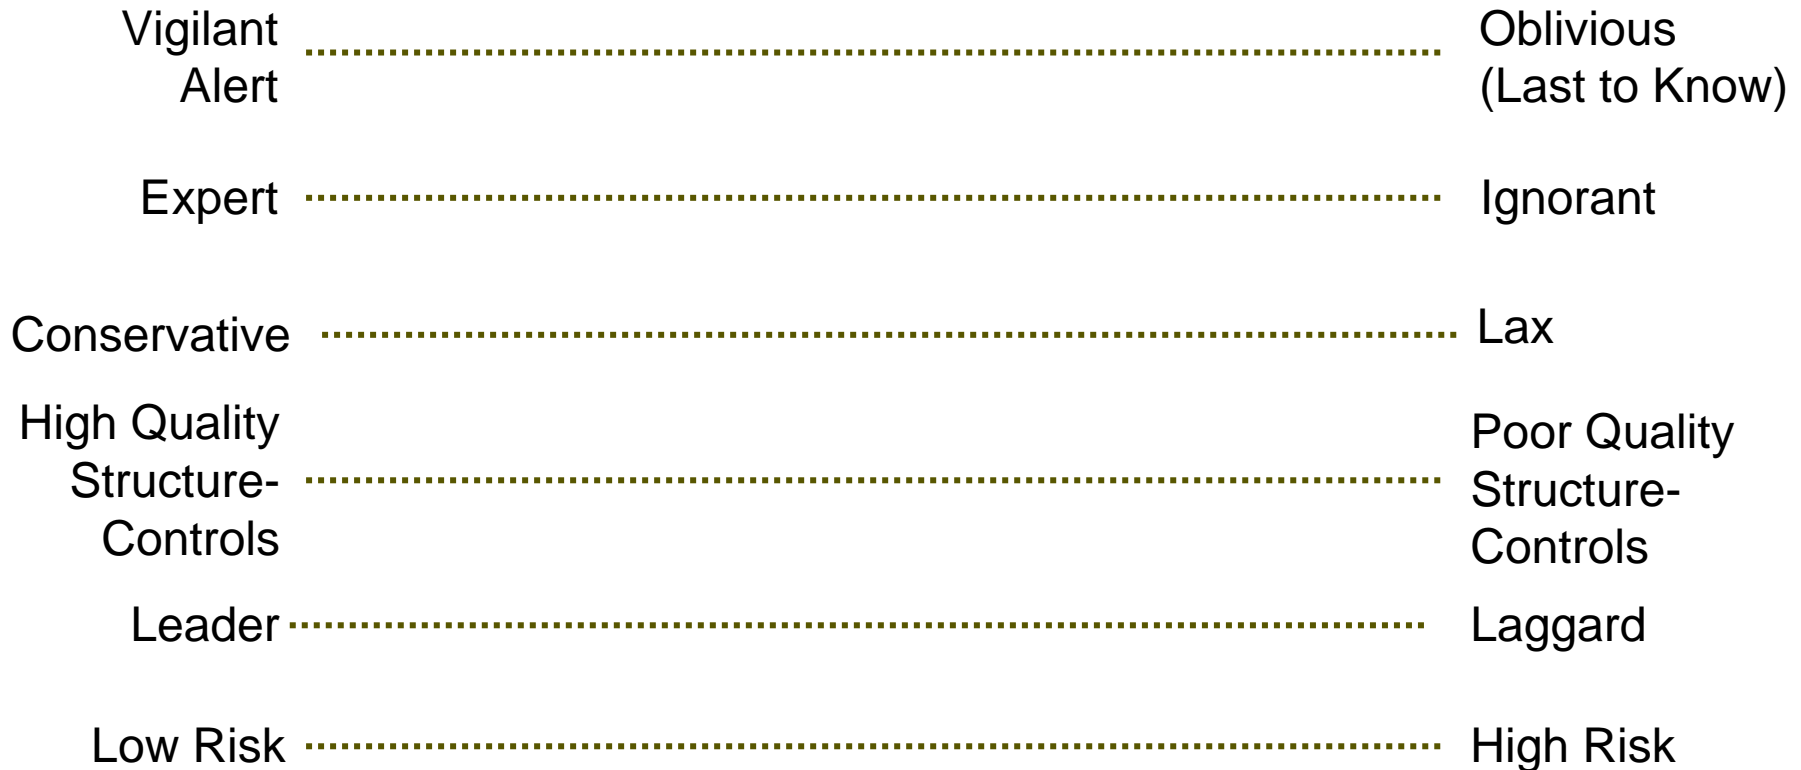 Vigilant
Alert
Oblivious
(Last to Know)
Expert
Ignorant
Conservative
Lax
High Quality
Structure-
Controls
Poor Quality
Structure-
Controls
Leader
Laggard
Low Risk
High Risk